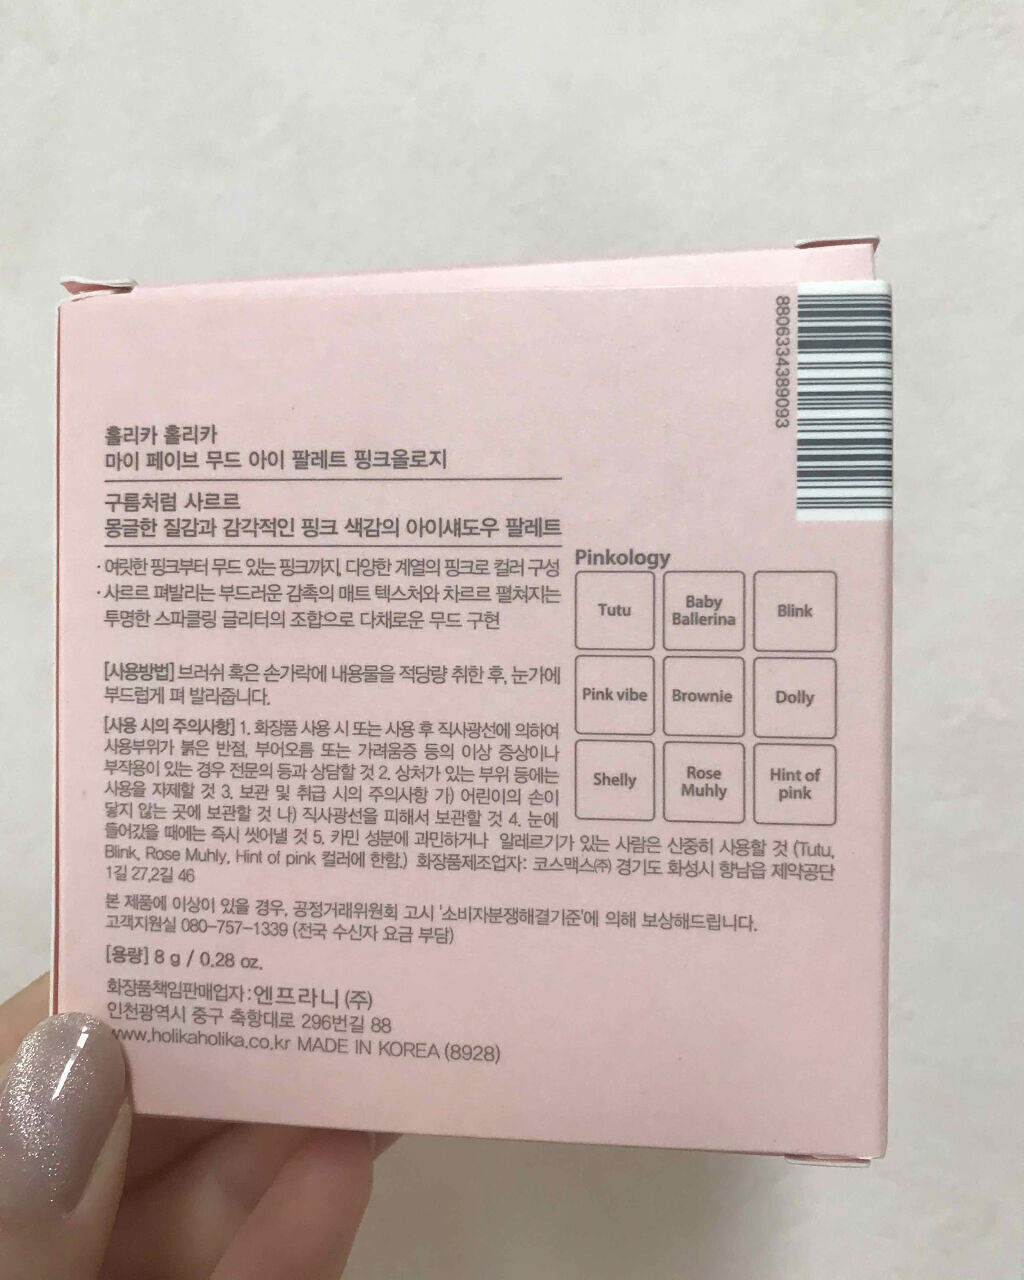 8806334389093
홀리카 홀리카
마이 페이브 무드 아이 팔레트 핑크올로지
구름처럼 사르르
몽글한 질감과 감각적인 핑크 색감의 아이섀도우 팔레트
· 여릿한 핑크부터 무드 있는 핑크까지, 다양한 계열의 핑크로 컬러 구성
· 사르르 펴발리는 부드러운 감촉의 매트 텍스처와 차르르 펼쳐지는
투명한 스파클링 글리터의 조합으로 다채로운 무드 구현
[사용방법] 브러쉬 혹은 손가락에 내용물을 적당량 취한 후, 눈가에
부드럽게 펴 발라줍니다.
Pinkology
Tutu
Baby
Ballerina
Blink
Pink vibe
Brownie
Dolly
Shelly
Rose
Muhly
Hint of
pink
[사용 시의 주의사항] 1. 화장품 사용 시 또는 사용 후 직사광선에 의하여
사용부위가 붉은 반점, 부어오름 또는 가려움증 등의 이상 증상이나
부작용이 있는 경우 전문의 등과 상담할 것 2. 상처가 있는 부위 등에는
사용을 자제할 것 3. 보관 및 취급 시의 주의사항 가) 어린이의 손이
닿지 않는 곳에 보관할 것 나) 직사광선을 피해서 보관할 것 4. 눈에
들어갔을 때에는 즉시 씻어낼 것 5. 카민 성분에 과민하거나 알레르기가 있는 사람은 신중히 사용할 것 (Tutu,
Blink, Rose Muhly, Hint of pink 컬러에 한함.) 화장품제조업자: 코스맥스㈜ 경기도 화성시 향남읍 제약공단
1길 27,2길 46
본 제품에 이상이 있을 경우, 공정거래위원회 고시 '소비자분쟁해결기준'에 의해 보상해드립니다.
고객지원실 080-757-1339 (전국 수신자 요금 부담)
[용량] 8 g / 0.28 oz.
화장품책임판매업자 : 엔프라니 (주)
인천광역시 중구 축항대로 296번길 88
www.holikaholika.co.kr MADE IN KOREA (8928)